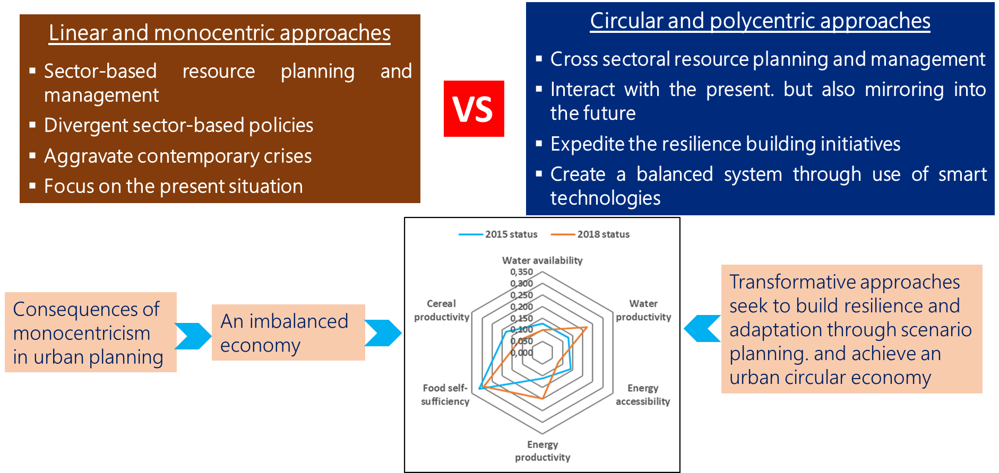 Linear and monocentric approaches
▪ Sector-based resource planning and
management
▪ Divergent sector-based policies
▪ Aggravate contemporary crises
▪ Focus on the present situation
VS
Circular and polycentric approaches
▪ Cross sectoral resource planning and management
▪ Interact with the present. but also mirroring into
the future
▪ Expedite the resilience building initiatives
▪ Create a balanced system through use of smart
technologies
Consequences of
monocentricism
in urban planning
An imbalanced
economy
2015 status
2018 status
Water availability
0,350
0,300
0,250
0,200
0,150
0,100
0,050
0,000
Water
productivity
Energy
accessibility
Energy
productivity
Food self-
sufficiency
Cereal
productivity
Transformative approaches
seek to build resilience and
adaptation through scenario
planning. and achieve an
urban circular economy